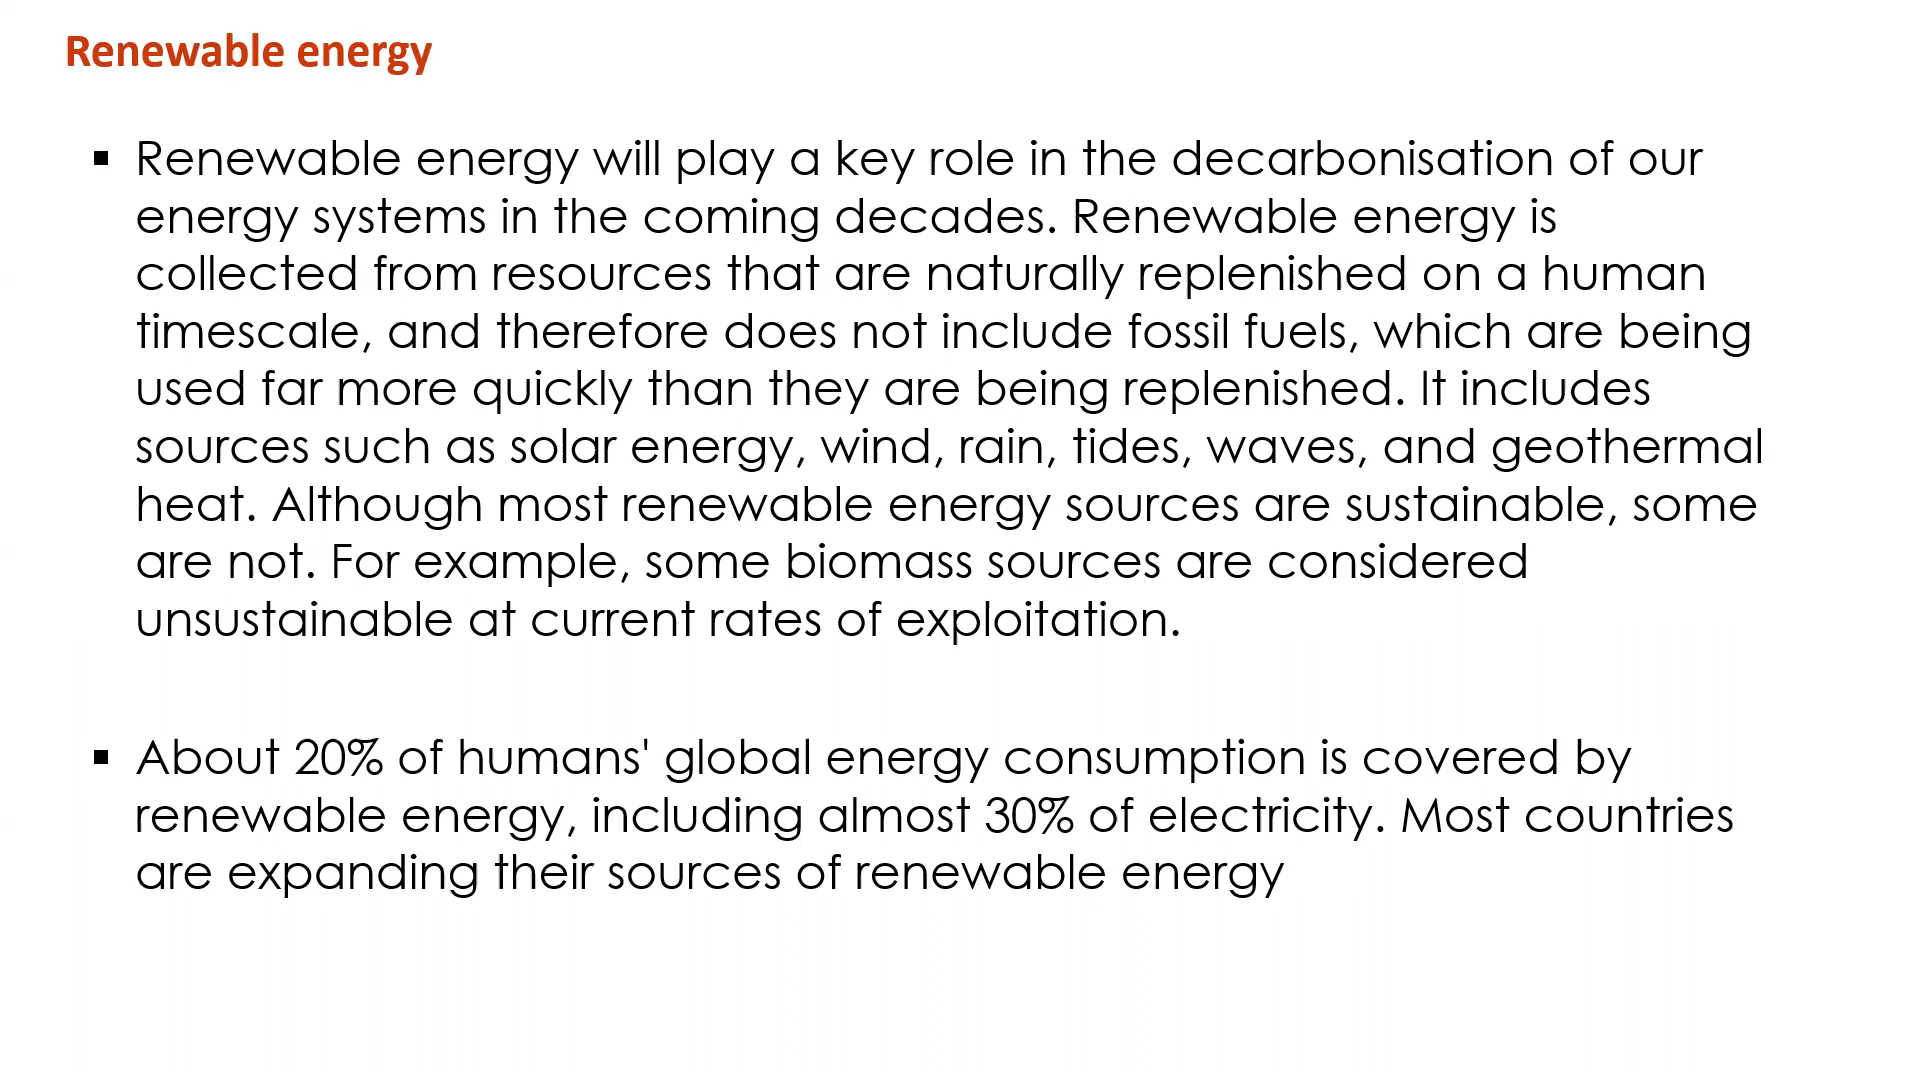 Renewable energy
▪ Renewable energy will play a key role in the decarbonisation of our
energy systems in the coming decades. Renewable energy is
collected from resources that are naturally replenished on a human
timescale, and therefore does not include fossil fuels, which are being
used far more quickly than they are being replenished. It includes
sources such as solar energy, wind, rain, tides, waves, and geothermal
heat. Although most renewable energy sources are sustainable, some
are not. For example, some biomass sources are considered
unsustainable at current rates of exploitation.
▪ About 20% of humans' global energy consumption is covered by
renewable energy, including almost 30% of electricity. Most countries
are expanding their sources of renewable energy